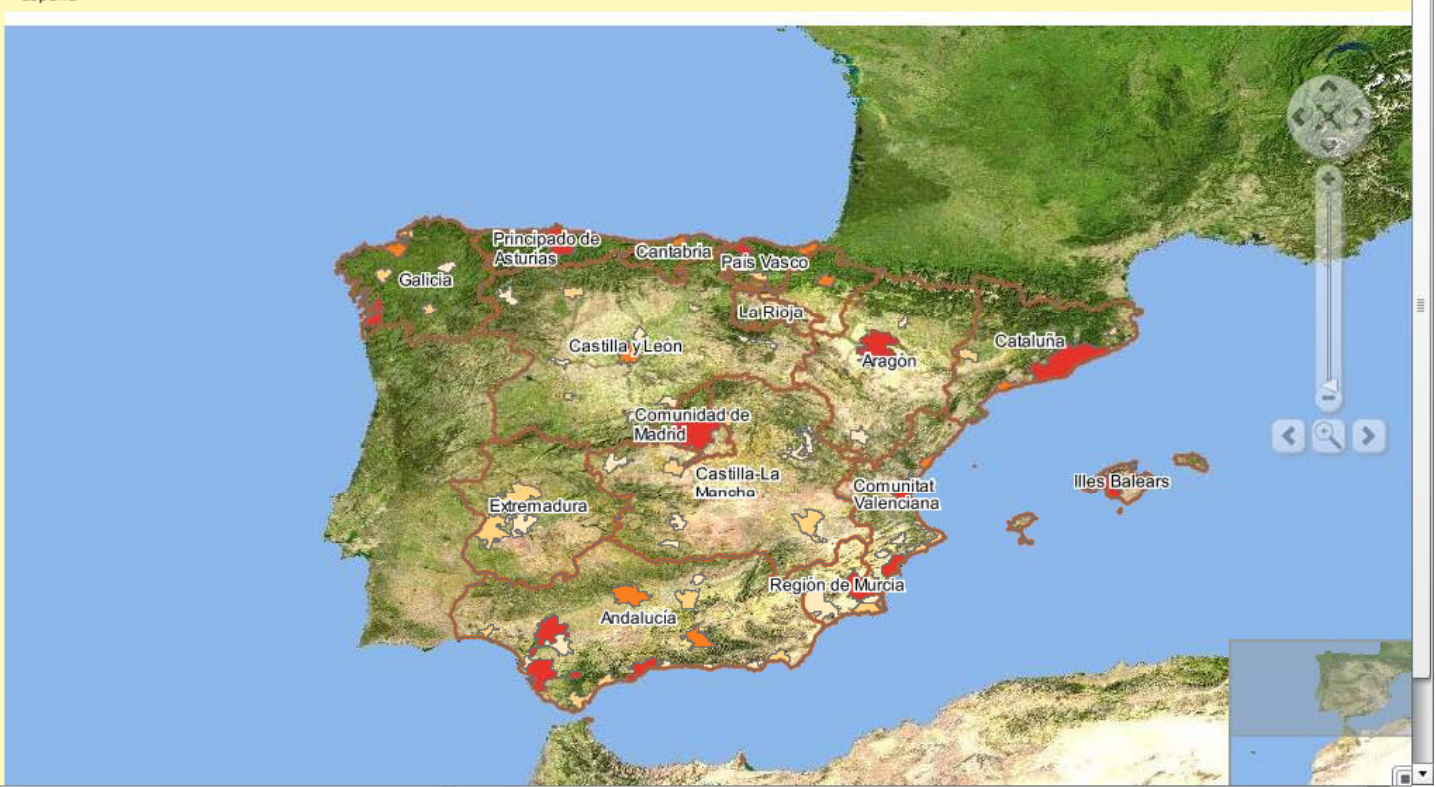 Principado de
Asturias
Cantabria
País Vasco
Galicia
La Rioja
Castilla y León
Aragón
Cataluña
Comunidad de
Madrid
Castilla-La
Mancha
Comunitat
Valenciana
Illes Balears
Extremadura
Región de Murcia
Andalucía